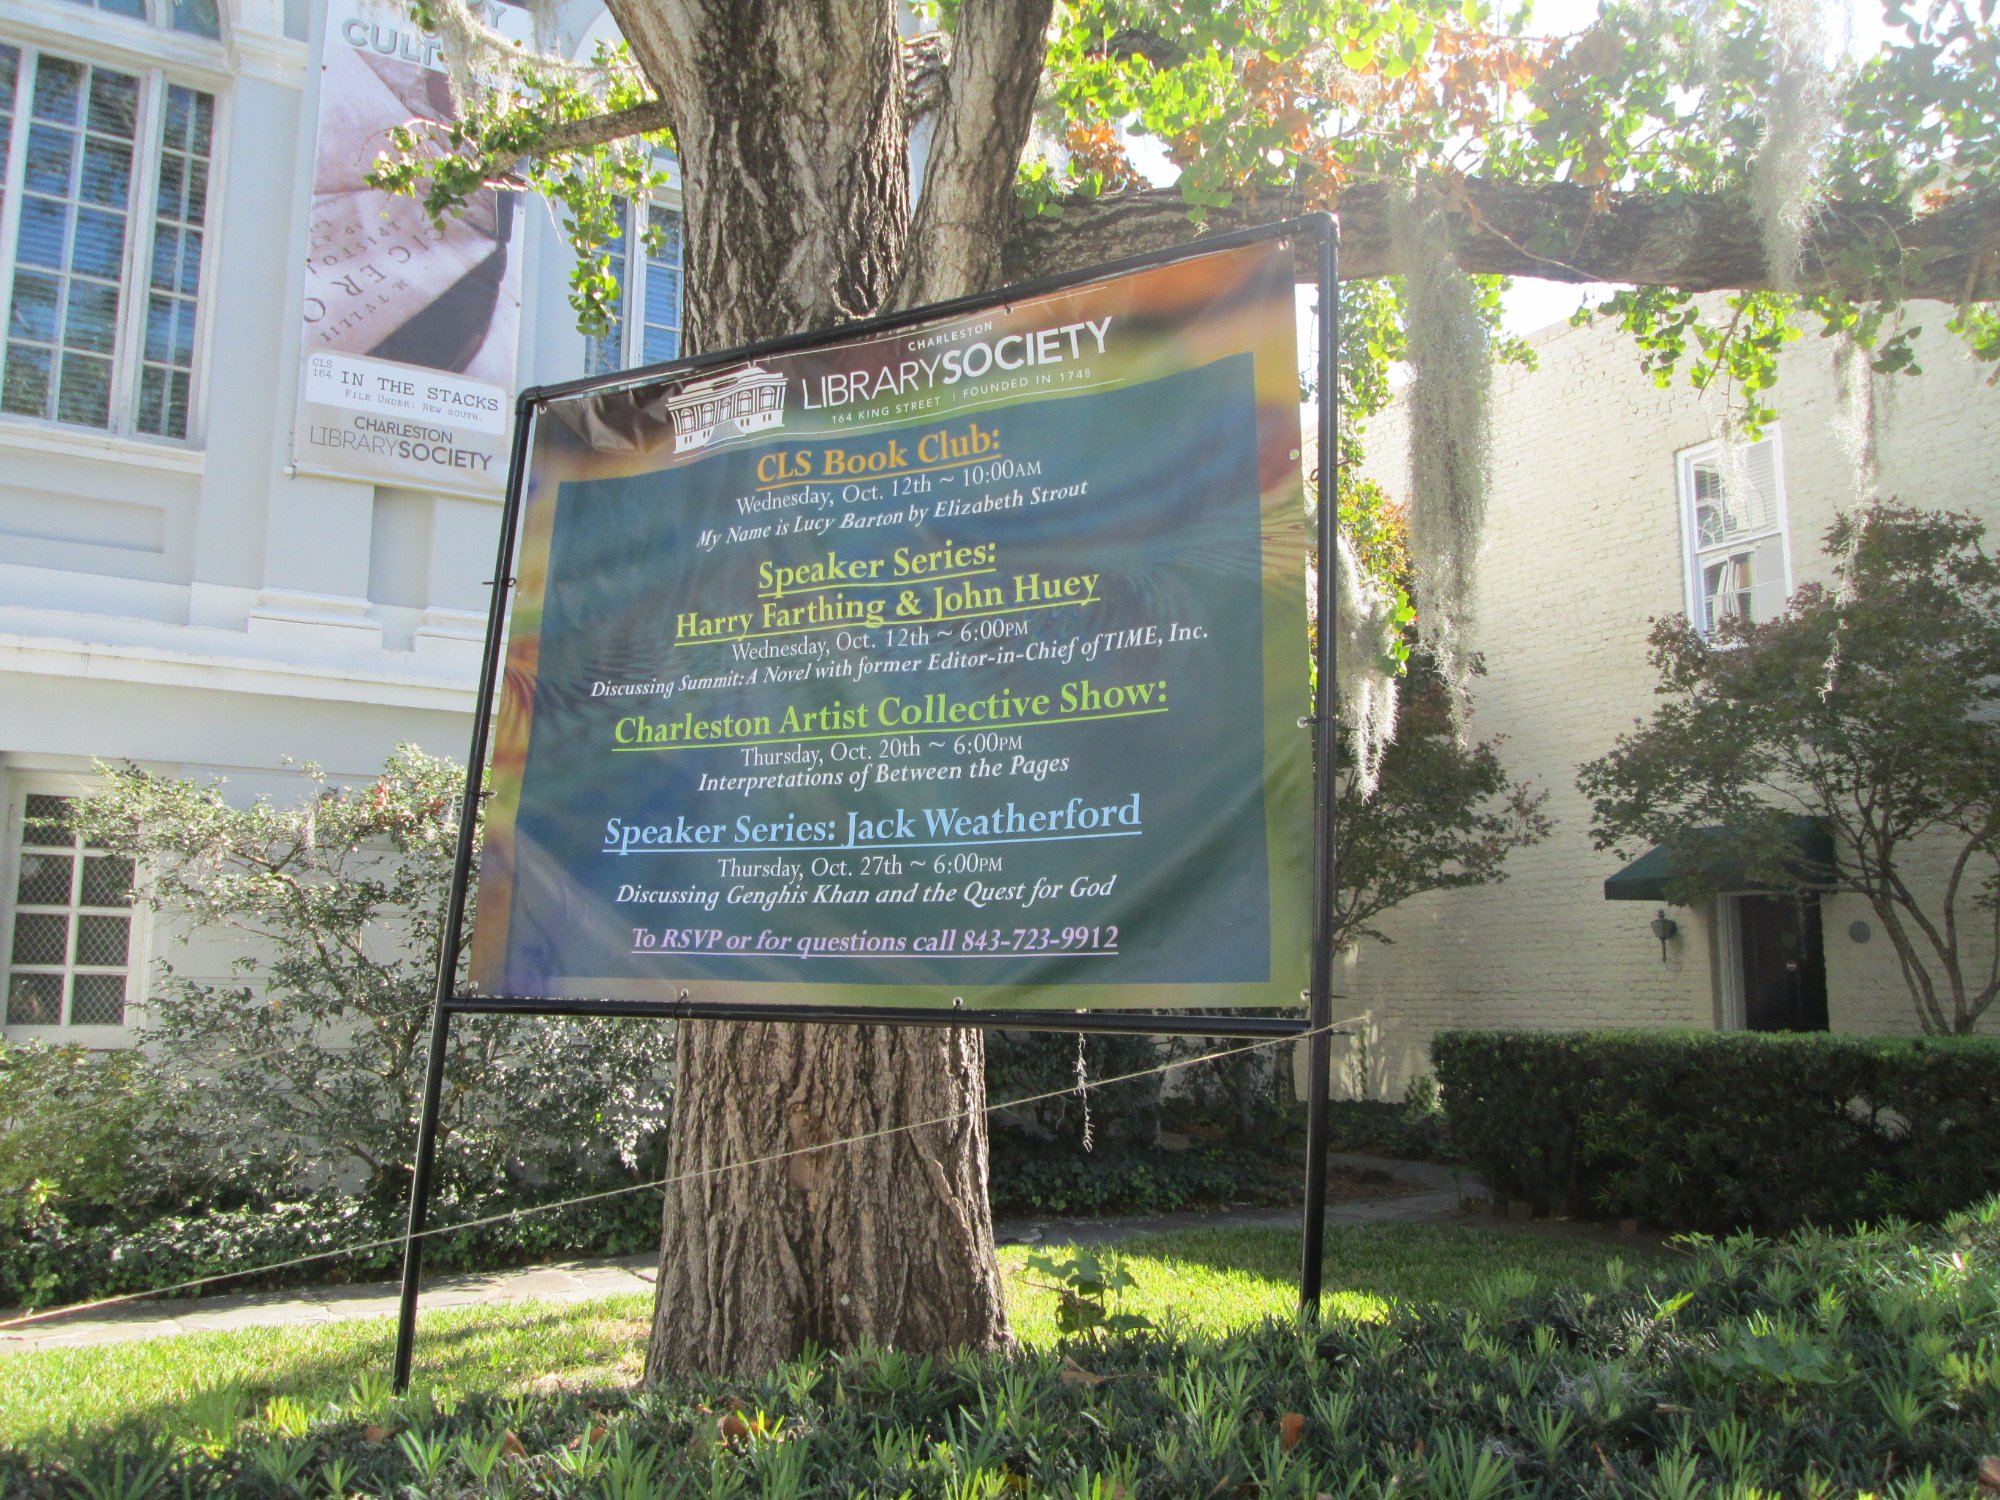 CULT
CICERO
CLS
164
IN THE STACKS
FILE UNDER: NEW SOUTH.
CHARLESTON
LIBRARYSOCIETY
CHARLESTON
LIBRARYSOCIETY
164 KING STREET | FOUNDED IN 1748
CLS Book Club:
Wednesday, Oct. 12th ~ 10:00AM
My Name is Lucy Barton by Elizabeth Strout
Speaker Series:
Harry Farthing & John Huey
Wednesday, Oct. 12th ~ 6:00PM
Discussing Summit: A Novel with former Editor-in-Chief of TIME, Inc.
Charleston Artist Collective Show:
Thursday, Oct. 20th ~ 6:00PM
Interpretations of Between the Pages
Speaker Series: Jack Weatherford
Thursday, Oct. 27th ~ 6:00PM
Discussing Genghis Khan and the Quest for God
To RSVP or for questions call 843-723-9912